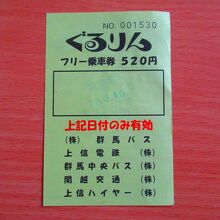 NO. 001530
ぐるりん
フリー乗車券 520円
上記日付のみ有効
(株) 群馬バス
上信電鉄 (株)
群馬中央バス (株)
関越交通 (株)
上信ハイヤー (株)